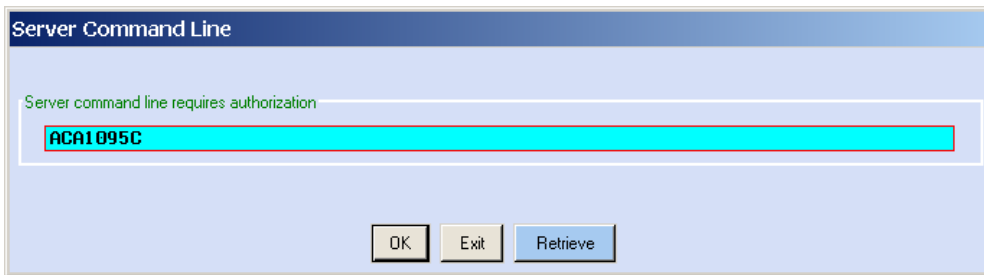 Server Command Line
Server command line requires authorization
ACA1095C
OK Exit Retrieve